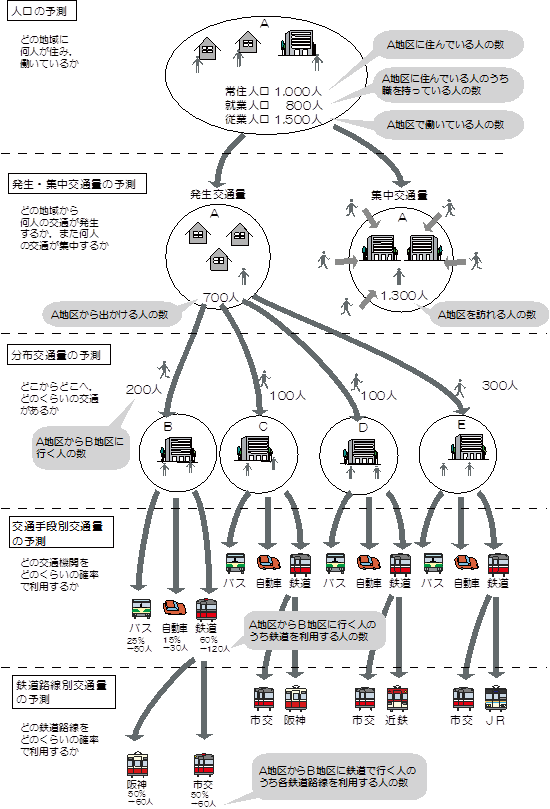 人口の予測
どの地域に
何人が住み,
働いているか
A
常住人口 1,000人
就業人口 800人
従業人口 1,500人
A地区に住んでいる人の数
A地区に住んでいる人のうち
職を持っている人の数
A地区で働いている人の数
発生・集中交通量の予測
どの地域から
何人の交通が発生
するか, また何人
の交通が集中するか
発生交通量
A
700人
A地区から出かける人の数
集中交通量
A
1,300人
A地区を訪れる人の数
分布交通量の予測
どこからどこへ,
どのくらいの交通
があるか
200人
100人
100人
300人
A地区からB地区に
行く人の数
B
C
D
E
交通手段別交通量
の予測
どの交通機関を
どのくらいの確率
で利用するか
バス
自動車
鉄道
バス
自動車
鉄道
バス
自動車
鉄道
バス
自動車
鉄道
25%
→50人
15%
→30人
60%
→120人
A地区からB地区に行く人の
うち鉄道を利用する人の数
鉄道路線別交通量
の予測
どの鉄道路線を
どのくらいの確率
で利用するか
市交
阪神
市交
近鉄
市交
JR
阪神
50%
→60人
市交
50%
→60人
A地区からB地区に鉄道で行く人の
うち各鉄道路線を利用する人の数